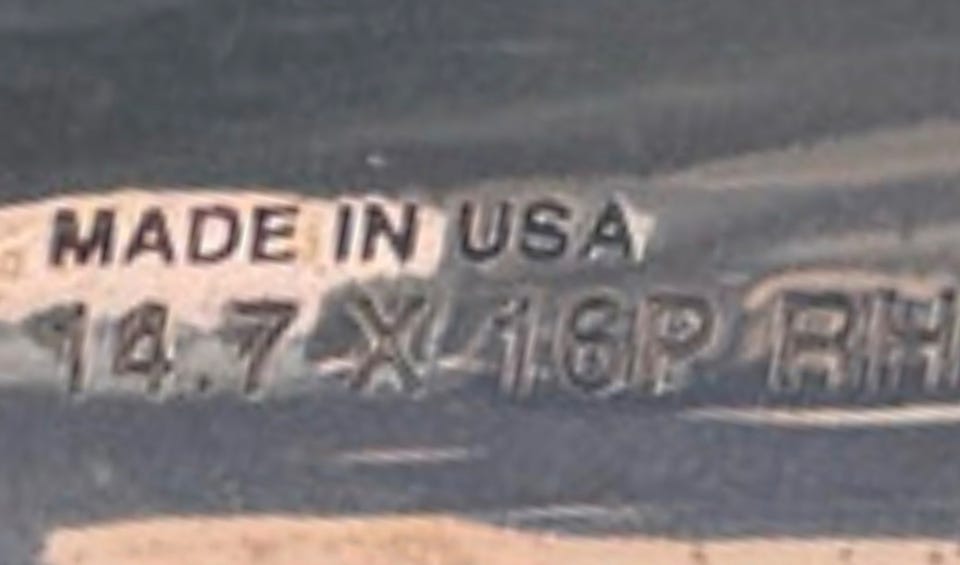 MADE IN USA
14.7 X 16P RH